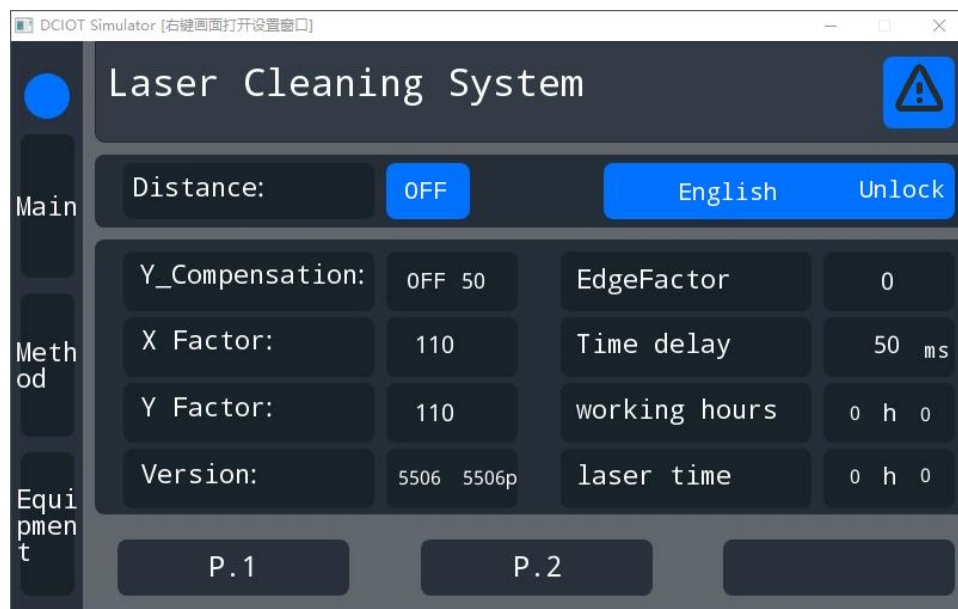 DCIOT Simulator [右键画面打开设置窗口]
Laser Cleaning System
Main
Distance:
OFF
English
Unlock
Y_Compensation:
OFF 50
EdgeFactor
0
X Factor:
110
Time delay
50 ms
Meth
od
Y Factor:
110
working hours
0 h 0
Version:
5506 5506p
laser time
0 h 0
Equi
pmen
t
P.1
P.2